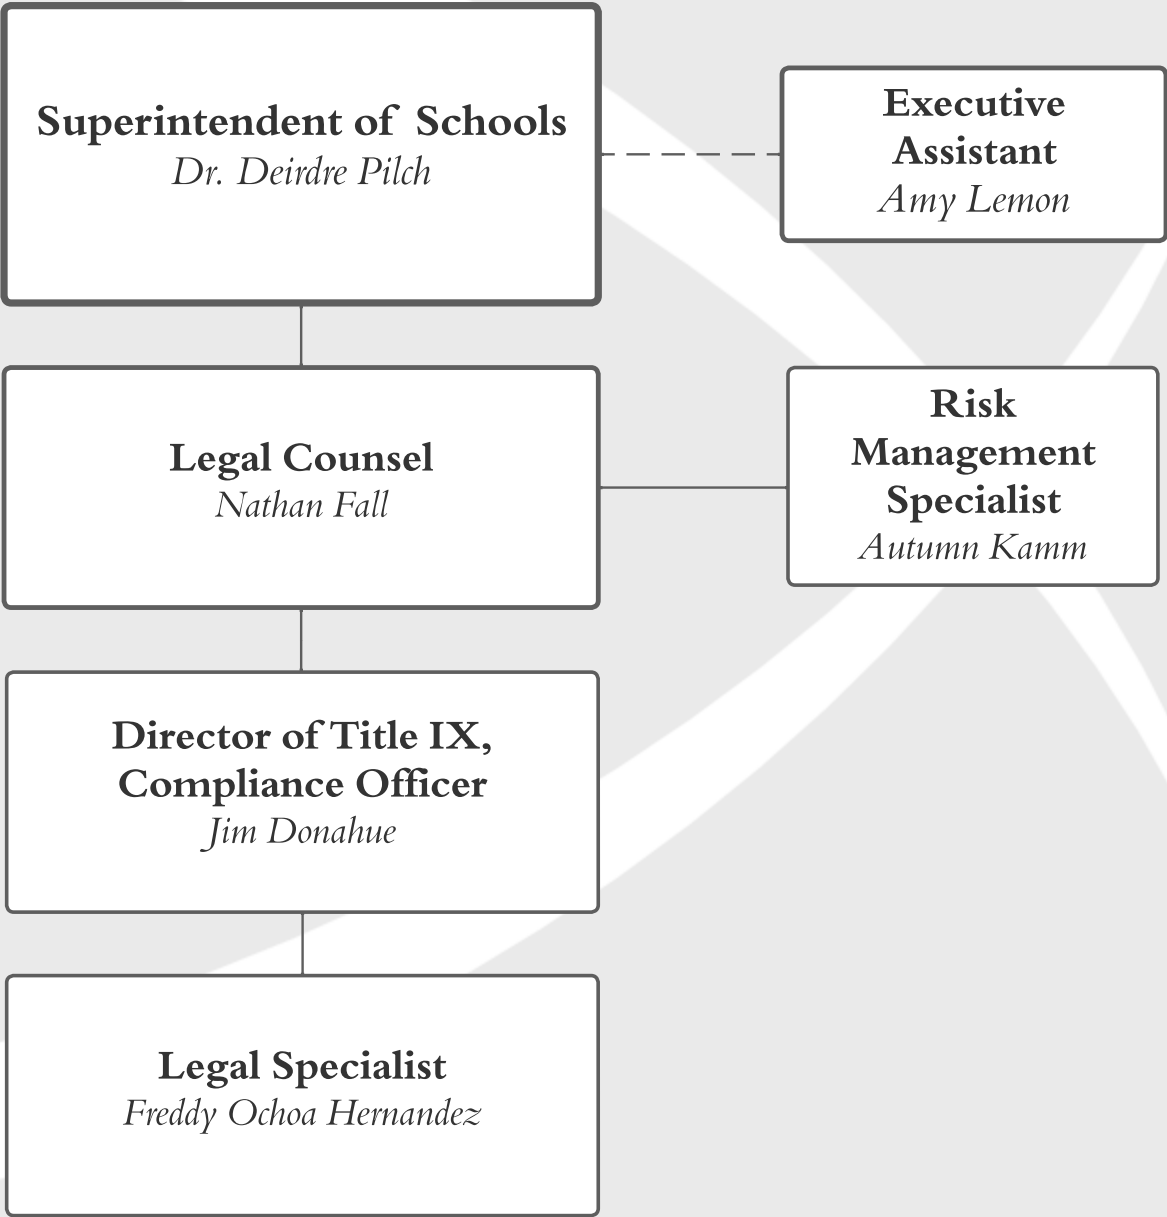 Superintendent of Schools
Dr. Deirdre Pilch
Executive
Assistant
Amy Lemon
Legal Counsel
Nathan Fall
Risk
Management
Specialist
Autumn Kamm
Director of Title IX,
Compliance Officer
Jim Donahue
Legal Specialist
Freddy Ochoa Hernandez